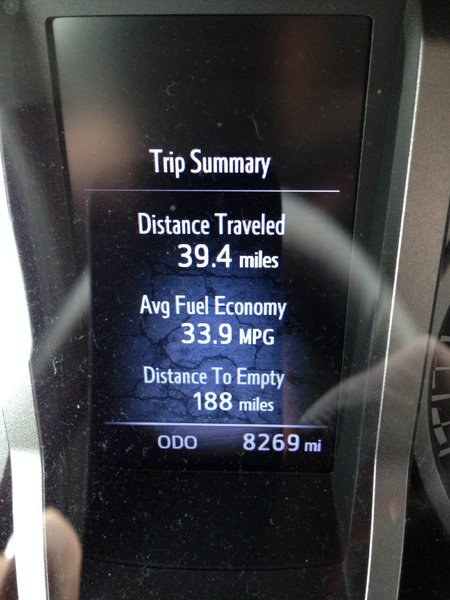 Trip Summary
Distance Traveled
39.4 miles
Avg Fuel Economy
33.9 MPG
Distance To Empty
188 miles
ODO 8269 mi